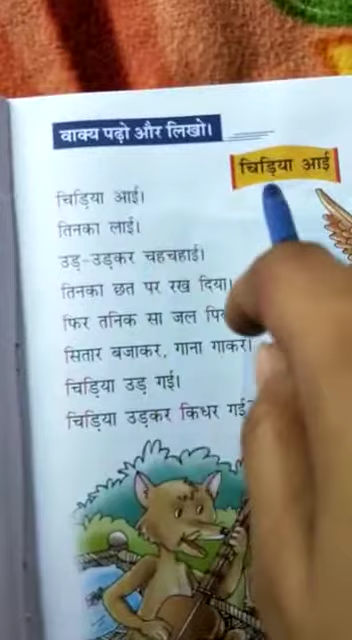 वाक्य पढ़ो और लिखो।
चिड़िया आई
चिड़िया आई।
तिनका लाई।
उड़-उड़कर चहचहाई।
तिनका छत पर रख दिया।
फिर तनिक सा जल
सितार बजाकर, गाना गाकर।
चिड़िया उड़ गई।
चिड़िया उड़कर किधर गई